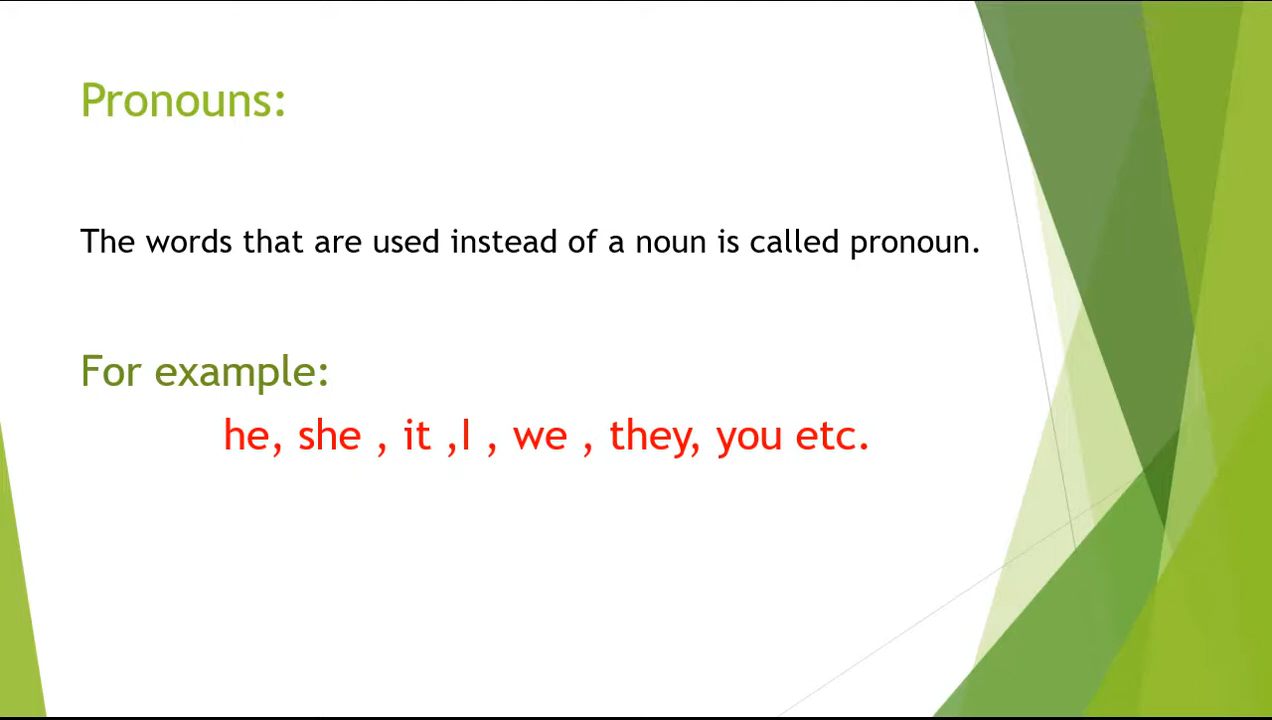 Pronouns:
The words that are used instead of a noun is called pronoun.
For example:
he, she , it ,I , we , they, you etc.